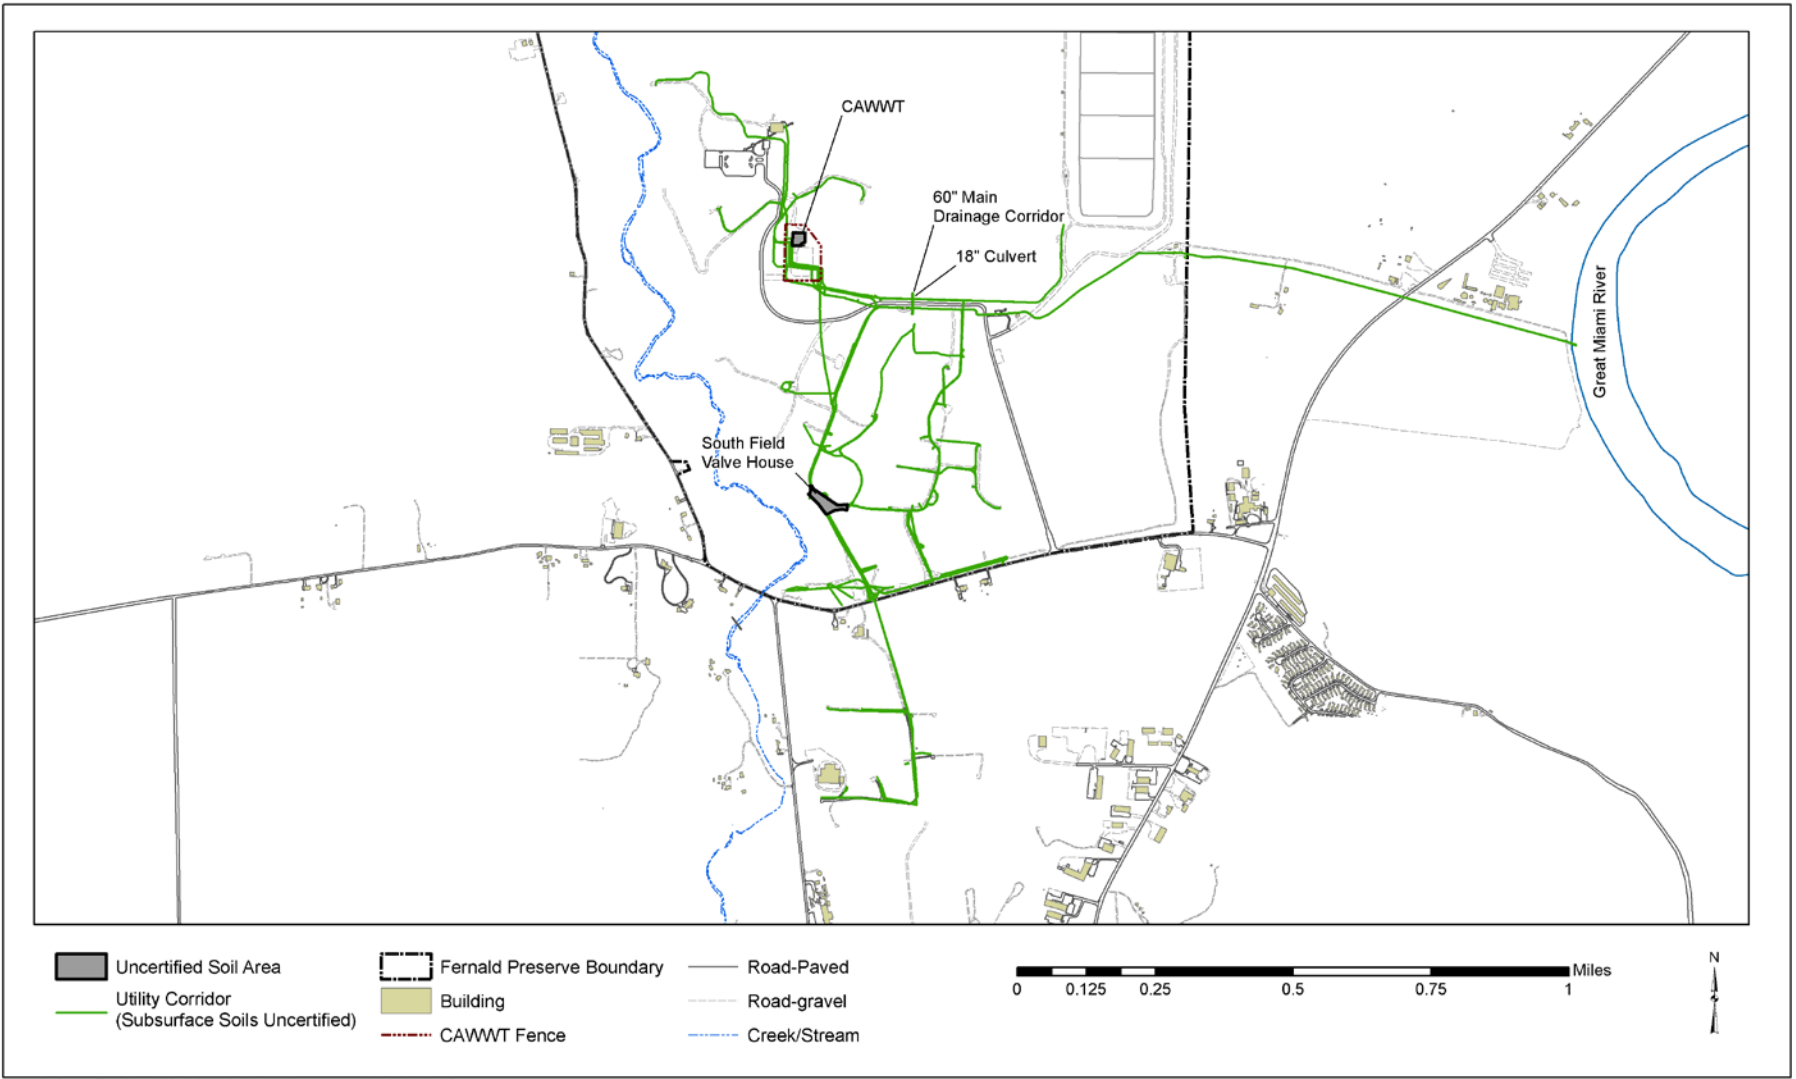 CAWWT
60" Main
Drainage Corridor
18" Culvert
Great Miami River
South Field
Valve House
Uncertified Soil Area
Utility Corridor
(Subsurface Soils Uncertified)
Fernald Preserve Boundary
Building
CAWWT Fence
Road-Paved
Road-gravel
Creek/Stream
Miles
0 0.125 0.25 0.5 0.75 1
N